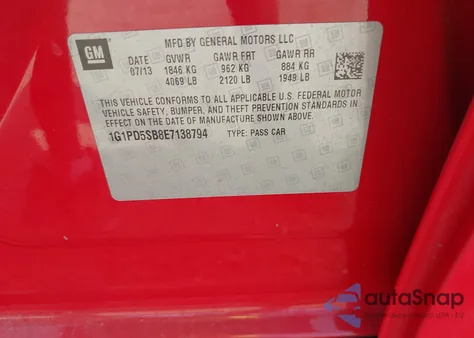 GM
MFD BY GENERAL MOTORS LLC
DATE GVWR GAWR FRT GAWR RR
07/13 1846 KG 962 KG 884 KG
4069 LB 2120 LB 1949 LB
THIS VEHICLE CONFORMS TO ALL APPLICABLE U.S. FEDERAL MOTOR
VEHICLE SAFETY, BUMPER, AND THEFT PREVENTION STANDARDS IN
EFFECT ON THE DATE OF MANUFACTURE SHOWN ABOVE.
1G1PD5SB8E7138794 TYPE: PASS CAR
autaSnap